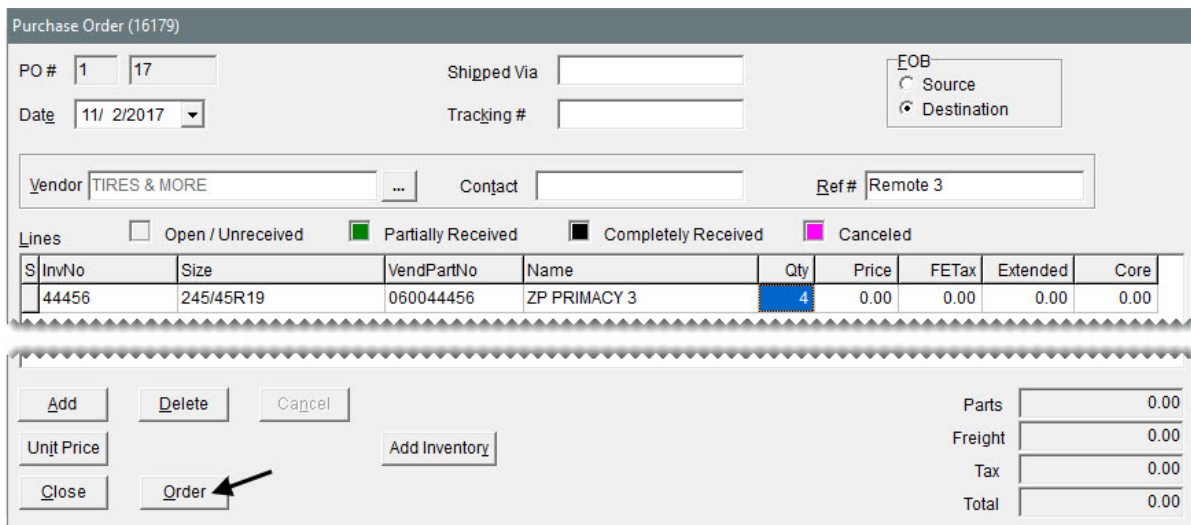 Purchase Order (16179)
PO # 1 17 Shipped Via FOB
Source
Date 11/ 2/2017 Tracking # Destination
Vendor TIRES & MORE ... Contact Ref # Remote 3
Lines Open / Unreceived Partially Received Completely Received Canceled
S InvNo Size VendPartNo Name Qty Price FETax Extended Core
44456 245/45R19 060044456 ZP PRIMACY 3 4 0.00 0.00 0.00 0.00
Add Delete Cancel Parts 0.00
Unit Price Add Inventory Freight 0.00
Tax 0.00
Close Order Total 0.00